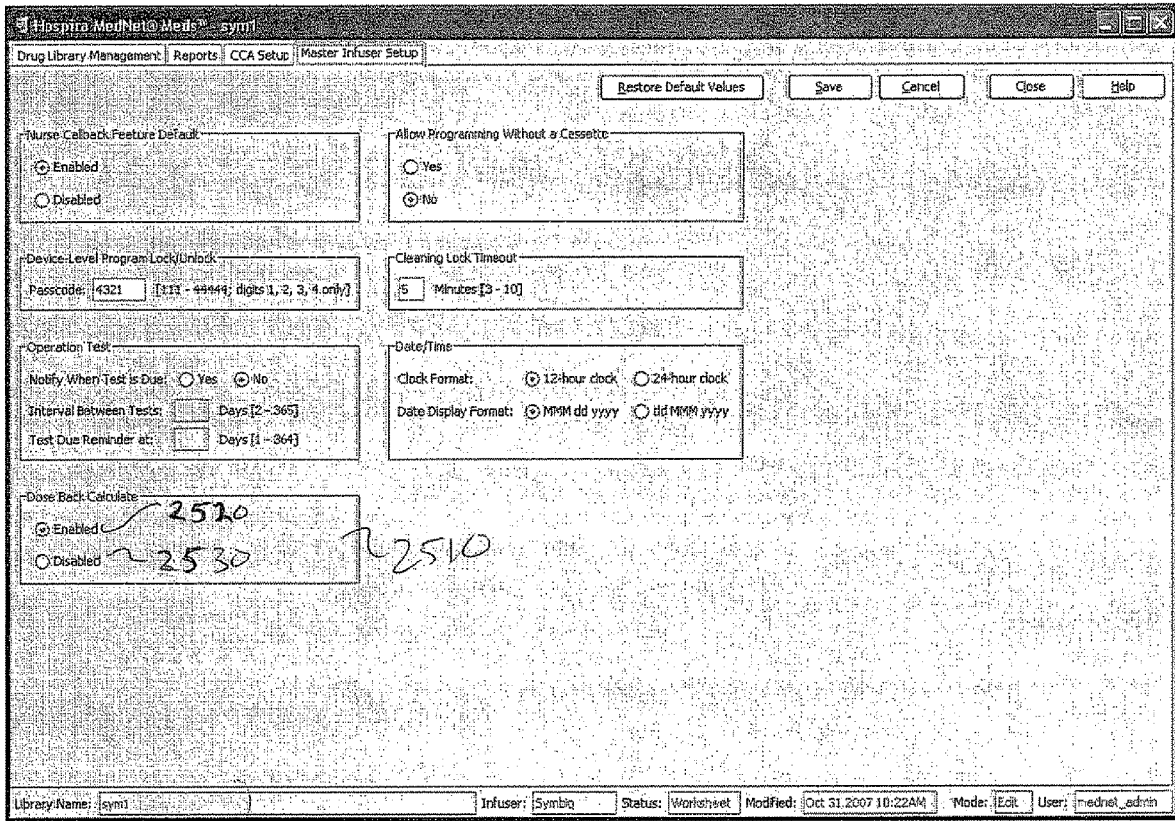 Hospira MedNet® Meds™ - sym1
Drug Library Management Reports CCA Setup Master Infuser Setup
Restore Default Values Save Cancel Close Help
Nurse Callback Feature Default
Enabled
Disabled
Allow Programming Without a Cassette
Yes
No
Device-Level Program Lock/Unlock
Passcode: 4321 [111 - 44444; digits 1, 2, 3, 4 only]
Cleaning Lock Timeout
5 Minutes [3 - 10]
Operation Test
Notify When Test is Due: Yes No
Interval Between Tests: Days [2 - 365]
Test Due Reminder at: Days [1 - 364]
Date/Time
Clock Format: 12-hour clock 24-hour clock
Date Display Format: MMM dd yyyy dd MMM yyyy
Dose Back Calculate
Enabled 2520
Disabled 2530
2510
Library Name: sym1 Infuser: Symbiq Status: Worksheet Modified: Oct 31,2007 10:22AM Mode: Edit User: mednet_admin